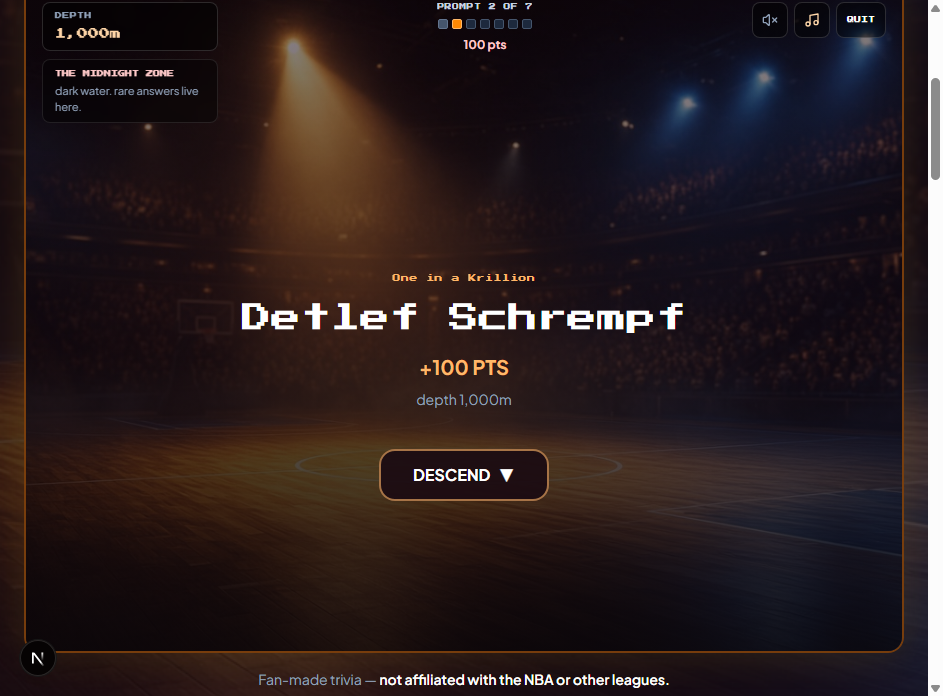 DEPTH
1,000m
THE MIDNIGHT ZONE
dark water. rare answers live
here.
PROMPT 2 OF 7
100 pts
QUIT
One in a Krillion
Detlef Schrempf
+100 PTS
depth 1,000m
DESCEND ▼
N
Fan-made trivia — not affiliated with the NBA or other leagues.